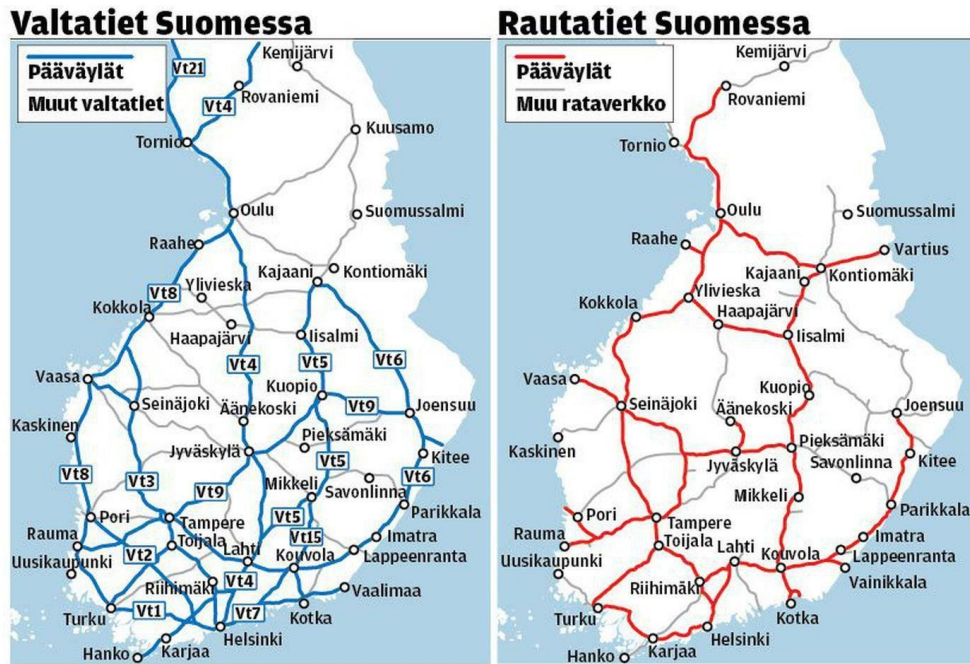 Valtatiet Suomessa
Pääväylät
Muut valtatiet
Vt21
Kemijärvi
Vt4
Rovaniemi
Tornio
Kuusamo
Oulu
Suomussalmi
Raahe
Kajaani
Kontiomäki
Vt8
Ylivieska
Kokkola
Haapajärvi
Iisalmi
Vt4
Vt5
Vt6
Vaasa
Kuopio
Seinäjoki
Äänekoski
Vt9
Joensuu
Kaskinen
Pieksämäki
Jyväskylä
Vt5
Kitee
Vt8
Vt3
Vt9
Mikkeli
Savonlinna
Vt6
Pori
Vt5
Parikkala
Rauma
Tampere
Vt15
Imatra
Toijala
Vt2
Lahti
Kouvola
Lappeenranta
Uusikaupunki
Riihimäki
Vt4
Vaalimaa
Turku
Vt1
Vt7
Kotka
Helsinki
Hanko
Karjaa
Rautatiet Suomessa
Pääväylät
Muu rataverkko
Kemijärvi
Rovaniemi
Tornio
Oulu
Suomussalmi
Raahe
Vartius
Kajaani
Kontiomäki
Ylivieska
Kokkola
Haapajärvi
Iisalmi
Vaasa
Kuopio
Seinäjoki
Äänekoski
Joensuu
Kaskinen
Pieksämäki
Jyväskylä
Savonlinna
Kitee
Mikkeli
Pori
Parikkala
Rauma
Tampere
Toijala
Imatra
Lahti
Kouvola
Lappeenranta
Uusikaupunki
Vainikkala
Riihimäki
Turku
Kotka
Helsinki
Hanko
Karjaa